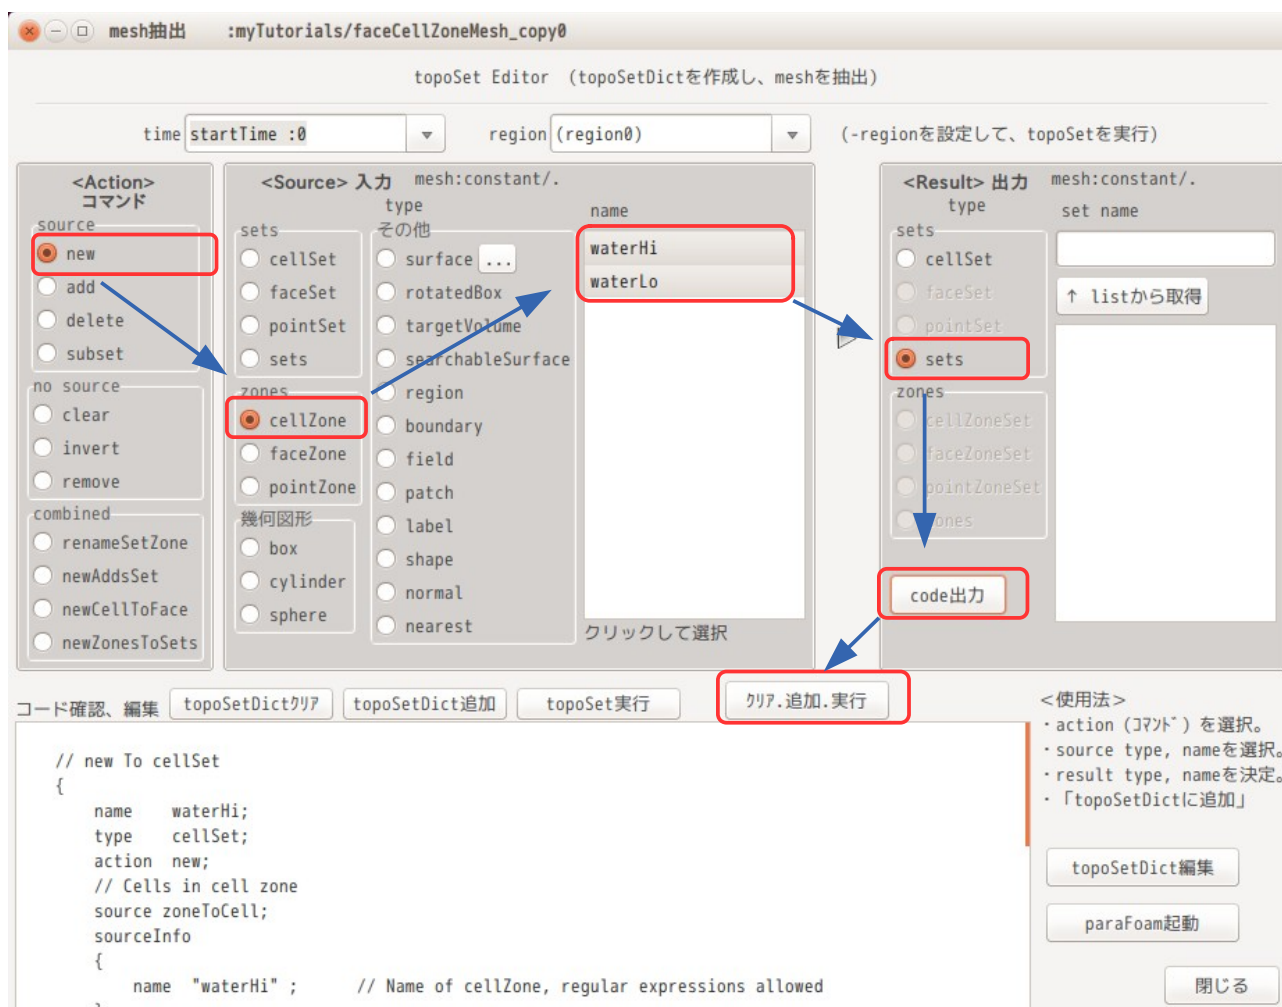 mesh抽出 :myTutorials/faceCellZoneMesh_copy0
topoSet Editor (topoSetDictを作成し、meshを抽出)
time startTime :0 region (region0) (-regionを設定して、topoSetを実行)
<Action>
コマンド
source
new
add
delete
subset
no source
clear
invert
remove
combined
renameSetZone
newAddsSet
newCellToFace
newZonesToSets
<Source> 入力 mesh:constant/.
type
sets
cellSet
faceSet
pointSet
sets
zones
cellZone
faceZone
pointZone
幾何図形
box
cylinder
sphere
その他
surface ...
rotatedBox
targetVolume
searchableSurface
region
boundary
field
patch
label
shape
normal
nearest
name
waterHi
waterLo
クリックして選択
<Result> 出力 mesh:constant/.
type
sets
cellSet
faceSet
pointSet
sets
zones
cellZoneSet
faceZoneSet
pointZoneSet
zones
code出力
set name
↑ listから取得
コード確認、編集 topoSetDictｸﾘｱ topoSetDict追加 topoSet実行 ｸﾘｱ.追加.実行
// new To cellSet
{
name waterHi;
type cellSet;
action new;
// Cells in cell zone
source zoneToCell;
sourceInfo
{
name "waterHi" ; // Name of cellZone, regular expressions allowed
<使用法>
・action (ｺﾏﾝﾄﾞ) を選択。
・source type, nameを選択。
・result type, nameを決定。
・「topoSetDictに追加」
topoSetDict編集
paraFoam起動
閉じる